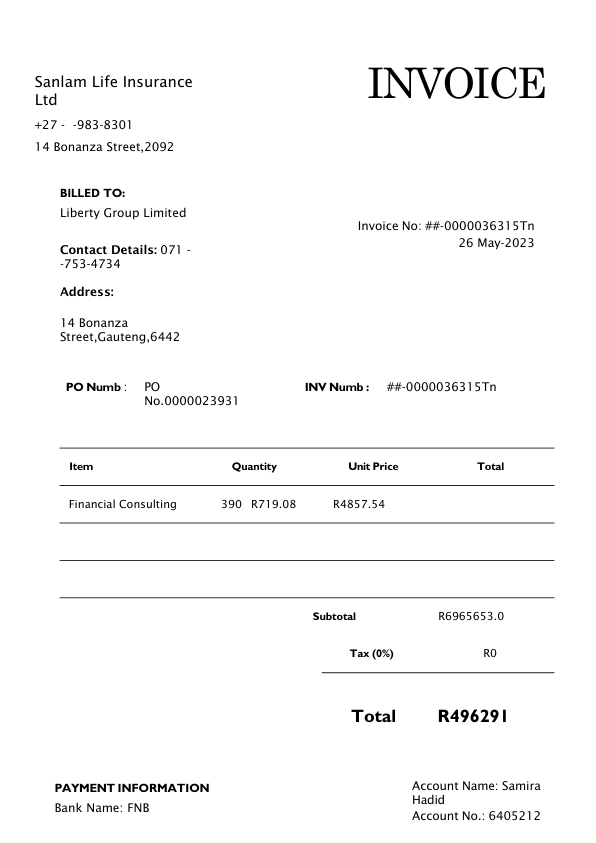 Sanlam Life Insurance
Ltd
INVOICE
+27 -  -983-8301
14 Bonanza Street,2092
BILLED TO:
Liberty Group Limited
Invoice No: ##-0000036315Tn
26 May-2023
Contact Details: 071 -
-753-4734
Address:
14 Bonanza
Street,Gauteng,6442
PO Numb : PO
No.0000023931
INV Numb : ##-0000036315Tn
Item Quantity Unit Price Total
Financial Consulting 390 R719.08 R4857.54
Subtotal R6965653.0
Tax (0%) R0
Total R496291
PAYMENT INFORMATION
Bank Name: FNB
Account Name: Samira
Hadid
Account No.: 6405212